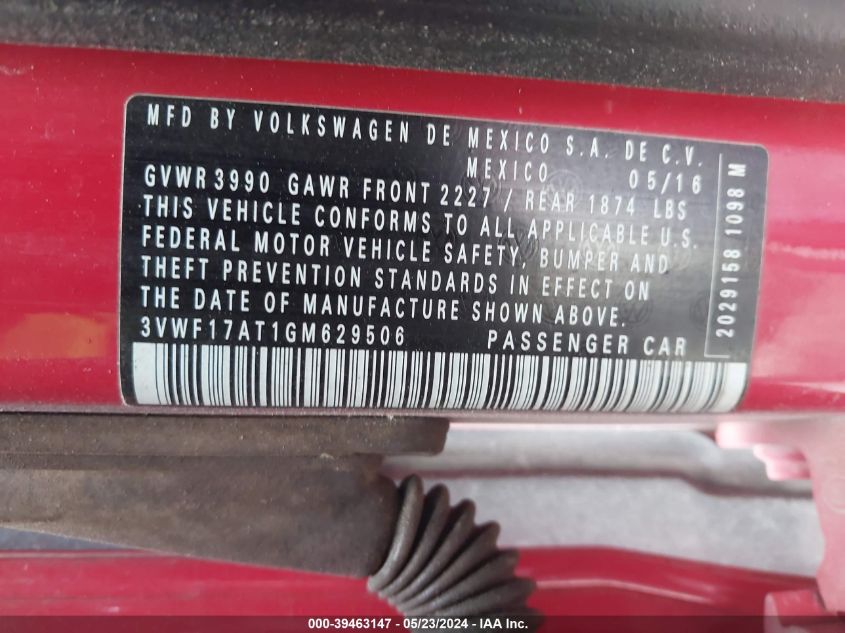 MFD BY VOLKSWAGEN DE MEXICO S.A. DE C.V.
MEXICO 05/16
GVWR 3990 GAWR FRONT 2227 / REAR 1874 LBS
THIS VEHICLE CONFORMS TO ALL APPLICABLE U.S.
FEDERAL MOTOR VEHICLE SAFETY, BUMPER AND
THEFT PREVENTION STANDARDS IN EFFECT ON
THE DATE OF MANUFACTURE SHOWN ABOVE.
3VWF17AT1GM629506 PASSENGER CAR
2029158 1098 M
000-39463147 - 05/23/2024 - IAA Inc.